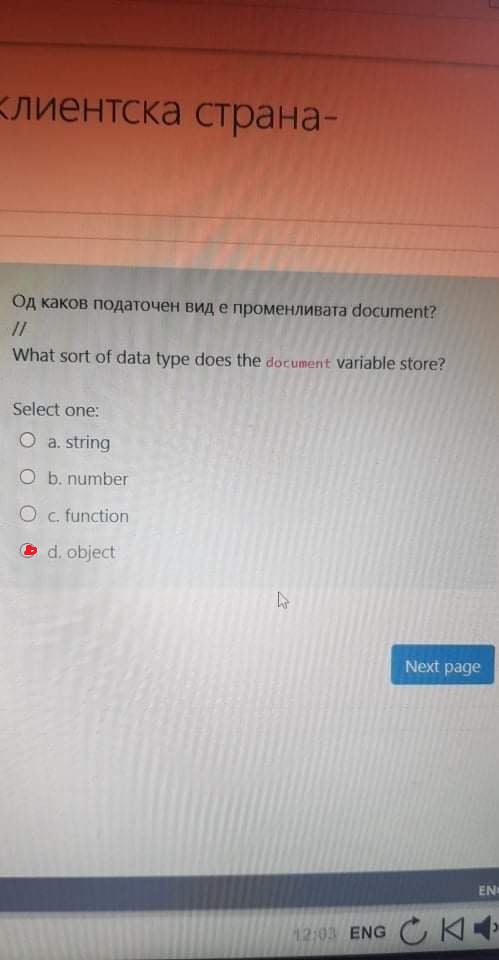 клиентска страна-
Од каков податочен вид е променливата document?
//
What sort of data type does the document variable store?
Select one:
a. string
b. number
c. function
d. object
Next page
ENG
12:03 ENG